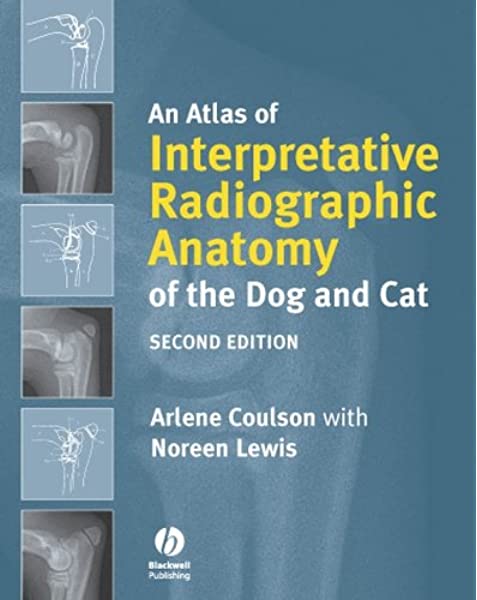 An Atlas of
Interpretative
Radiographic
Anatomy
of the Dog and Cat
SECOND EDITION
Arlene Coulson with
Noreen Lewis
Blackwell
Publishing